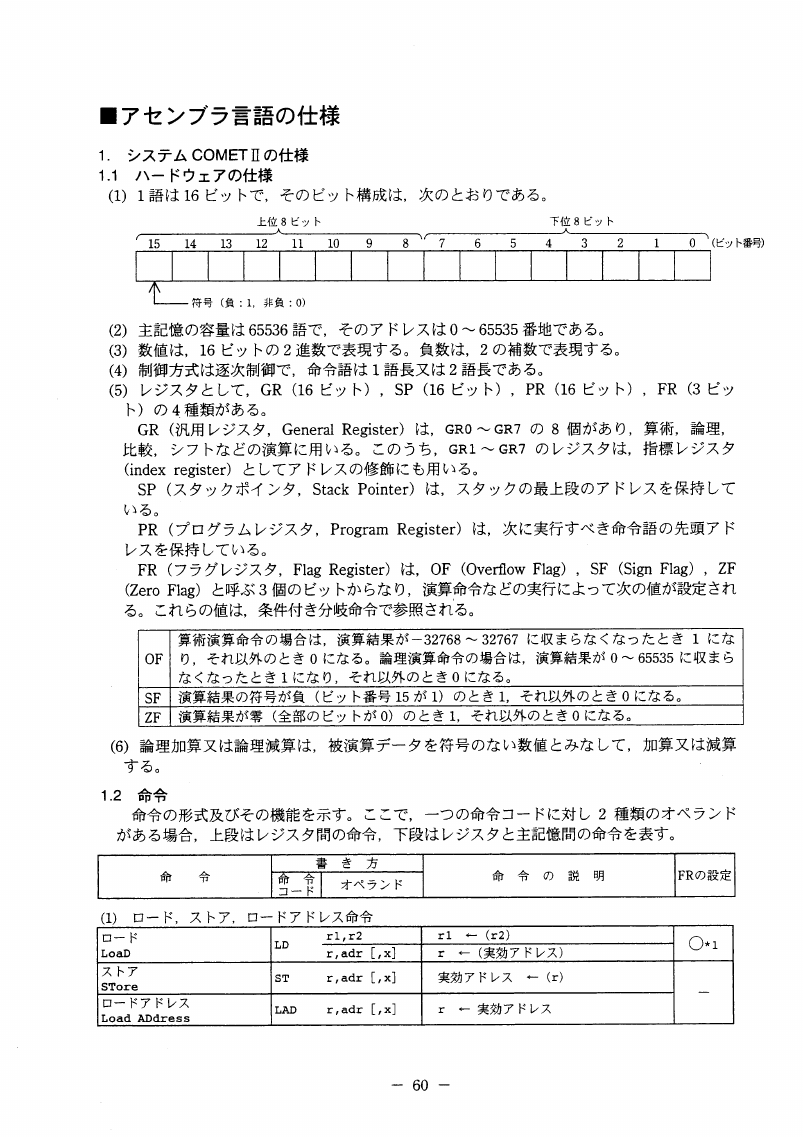 ■アセンブラ言語の仕様
1. システム COMETⅡの仕様
1.1 ハードウェアの仕様
(1) 1語は16ビットで，そのビット構成は，次のとおりである。
上位8ビット 下位8ビット
15 14 13 12 11 10 9 8 7 6 5 4 3 2 1 0 (ビット番号)
符号（負：1，非負：0）
(2) 主記憶の容量は65536語で，そのアドレスは0～65535番地である。
(3) 数値は，16ビットの2進数で表現する。負数は，2の補数で表現する。
(4) 制御方式は逐次制御で，命令語は1語長又は2語長である。
(5) レジスタとして，GR（16ビット），SP（16ビット），PR（16ビット），FR（3ビッ
ト）の4種類がある。
GR（汎用レジスタ，General Register）は，GR0～GR7 の 8 個があり，算術，論理，
比較，シフトなどの演算に用いる。このうち，GR1～GR7 のレジスタは，指標レジスタ
(index register）としてアドレスの修飾にも用いる。
SP（スタックポインタ，Stack Pointer）は，スタックの最上段のアドレスを保持して
いる。
PR（プログラムレジスタ，Program Register）は，次に実行すべき命令語の先頭アド
レスを保持している。
FR（フラグレジスタ，Flag Register）は，OF（Overflow Flag），SF（Sign Flag），ZF
(Zero Flag）と呼ぶ3個のビットからなり，演算命令などの実行によって次の値が設定され
る。これらの値は，条件付き分岐命令で参照される。
算術演算命令の場合は，演算結果が－32768～32767 に収まらなくなったとき 1 にな
OF り，それ以外のとき0になる。論理演算命令の場合は，演算結果が0～65535に収まら
なくなったとき1になり，それ以外のとき0になる。
SF 演算結果の符号が負（ビット番号15が1）のとき1，それ以外のとき0になる。
ZF 演算結果が零（全部のビットが0）のとき1，それ以外のとき0になる。
(6) 論理加算又は論理減算は，被演算データを符号のない数値とみなして，加算又は減算
する。
1.2 命令
命令の形式及びその機能を示す。ここで，一つの命令コードに対し 2 種類のオペランド
がある場合，上段はレジスタ間の命令，下段はレジスタと主記憶間の命令を表す。
命 令 書 き 方 命 令 の 説 明 FRの設定
命 令
コード オペランド
(1) ロード，ストア，ロードアドレス命令
ロード r1,r2 r1 ← (r2)
LoaD LD r,adr [,x] r ← (実効アドレス) ○*1
ストア
STore ST r,adr [,x] 実効アドレス ← (r) －
ロードアドレス
Load ADdress LAD r,adr [,x] r ← 実効アドレス
－ 60 －